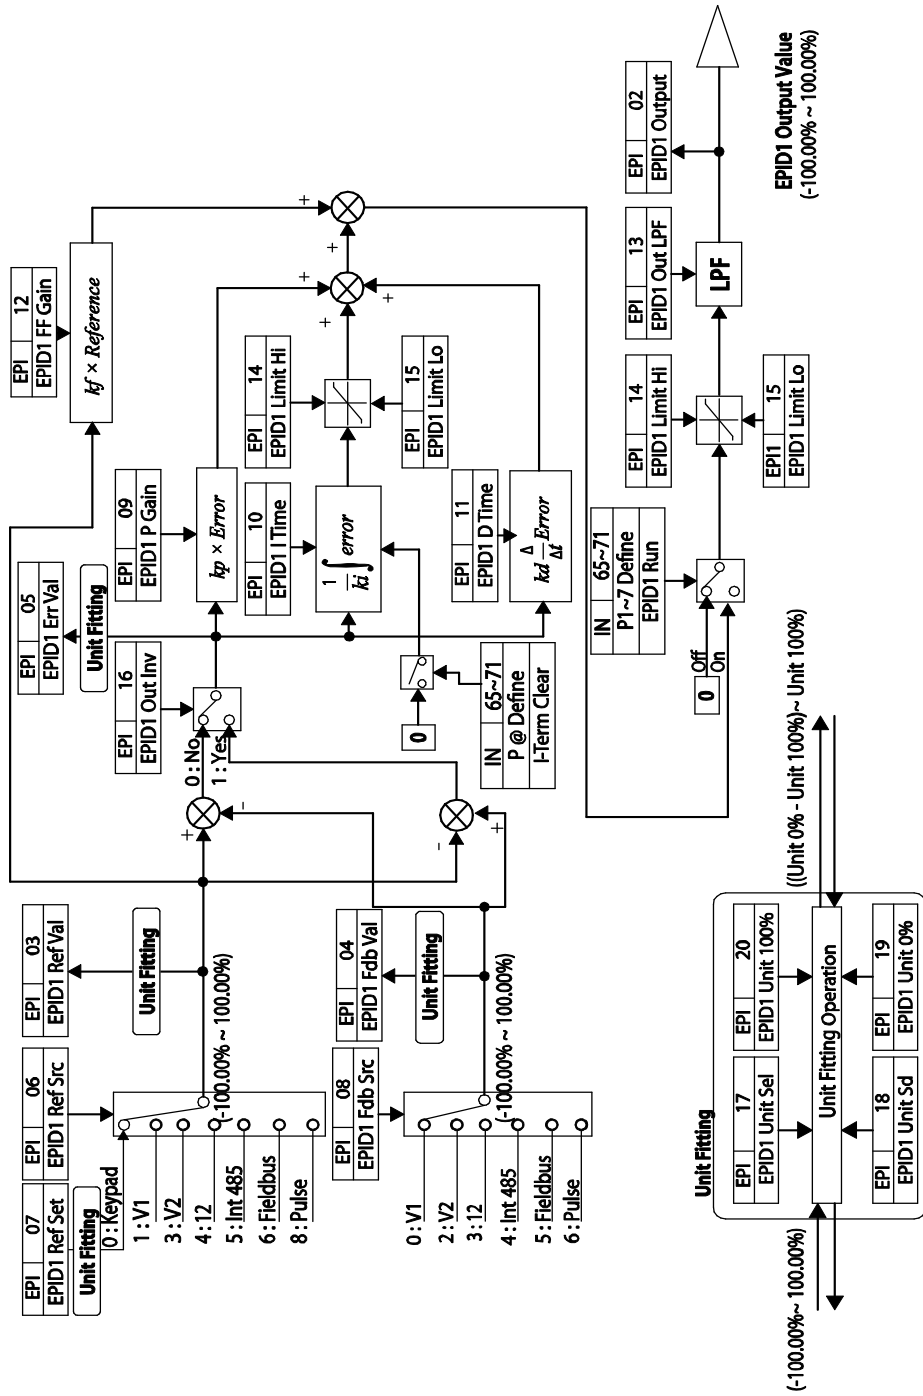 EPI 07
EPID1 Ref Set
Unit Fitting
EPI 06
EPID1 Ref Src
0 : Keypad
1 : V1
3 : V2
4 : 12
5 : Int 485
6 : Fieldbus
8 : Pulse
(-100.00% ~ 100.00%)
EPI 03
EPID1 Ref Val
Unit Fitting
EPI 08
EPID1 Fdb Src
0 : V1
2 : V2
3 : 12
4 : Int 485
5 : Fieldbus
6 : Pulse
(-100.00% ~ 100.00%)
EPI 04
EPID1 Fdb Val
Unit Fitting
+
-
-
+
0 : No
1 : Yes
EPI 16
EPID1 Out Inv
EPI 05
EPID1 Err Val
Unit Fitting
EPI 09
EPID1 P Gain
kp × Error
EPI 10
EPID1 I Time
1/ki ∫ error
0
IN 65~71
P @ Define
I-Term Clear
EPI 11
EPID1 D Time
kd Δ/Δt Error
EPI 12
EPID1 FF Gain
kf × Reference
EPI 14
EPID1 Limit Hi
EPI 15
EPID1 Limit Lo
+
+
+
+
+
IN 65~71
P1~7 Define
EPID1 Run
0
Off
On
EPI 14
EPID1 Limit Hi
EPI1 15
EPID1 Limit Lo
EPI 13
EPID1 Out LPF
LPF
EPI 02
EPID1 Output
EPID1 Output Value
(-100.00% ~ 100.00%)
Unit Fitting
EPI 17
EPID1 Unit Sel
EPI 20
EPID1 Unit 100%
Unit Fitting Operation
EPI 18
EPID1 Unit Sd
EPI 19
EPID1 Unit 0%
(-100.00%~ 100.00%)
((Unit 0% - Unit 100%)~ Unit 100%)